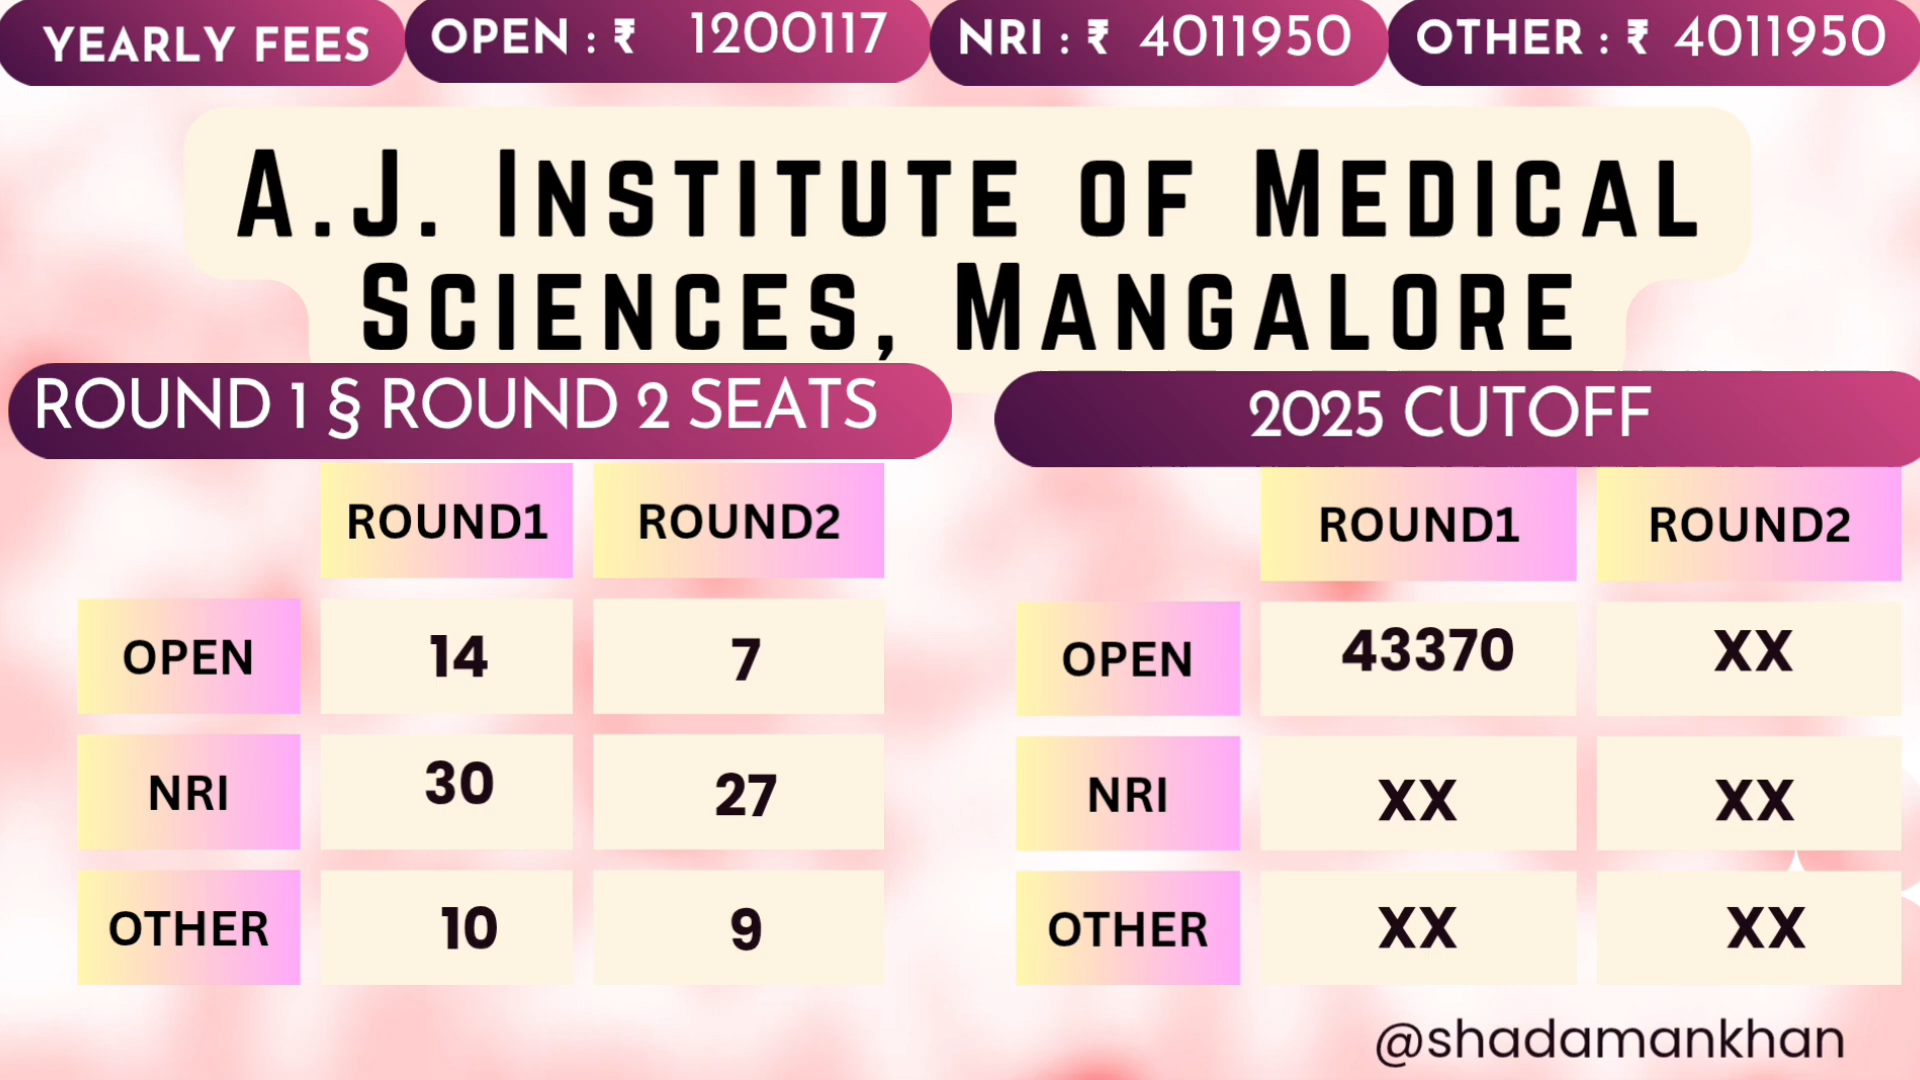 YEARLY FEES OPEN : ₹ 1200117 NRI : ₹ 4011950 OTHER : ₹ 4011950
A.J. INSTITUTE OF MEDICAL
SCIENCES, MANGALORE
ROUND 1 § ROUND 2 SEATS
ROUND1 ROUND2
OPEN 14 7
NRI 30 27
OTHER 10 9
2025 CUTOFF
ROUND1 ROUND2
OPEN 43370 XX
NRI XX XX
OTHER XX XX
@shadamankhan